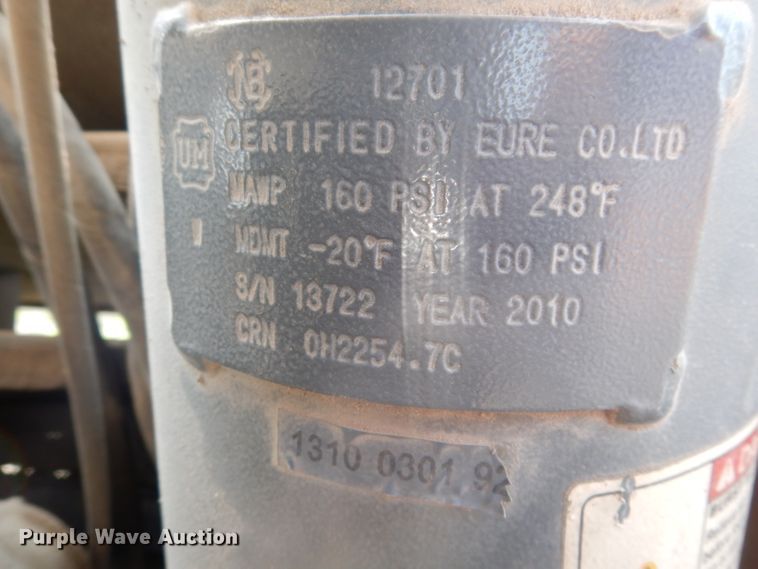 NB 12701
UM CERTIFIED BY EURE CO.LTD
MAWP 160 PSI AT 248°F
W MDMT -20°F AT 160 PSI
S/N 13722 YEAR 2010
CRN 0H2254.7C
1310 0301 92
Purple Wave Auction